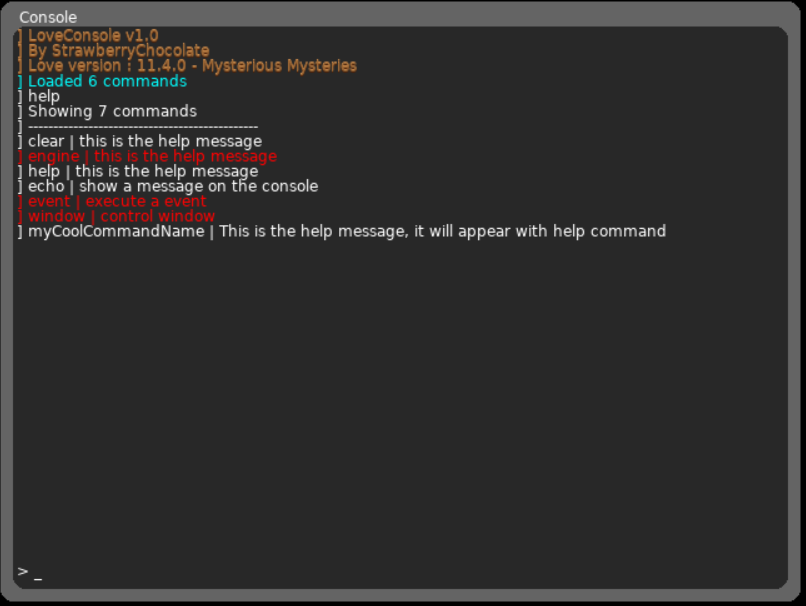 Console
] LoveConsole v1.0
] By StrawberryChocolate
] Love version : 11.4.0 - Mysterious Mysteries
] Loaded 6 commands
] help
] Showing 7 commands
] ----------------------------------------------
] clear | this is the help message
] engine | this is the help message
] help | this is the help message
] echo | show a message on the console
] event | execute a event
] window | control window
] myCoolCommandName | This is the help message, it will appear with help command
> _